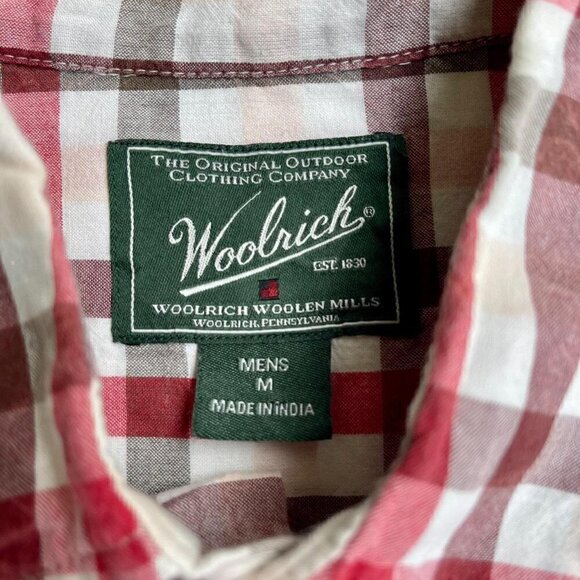 THE ORIGINAL OUTDOOR
CLOTHING COMPANY
Woolrich®
EST. 1830
WOOLRICH WOOLEN MILLS
WOOLRICH, PENNSYLVANIA
MENS
M
MADE IN INDIA